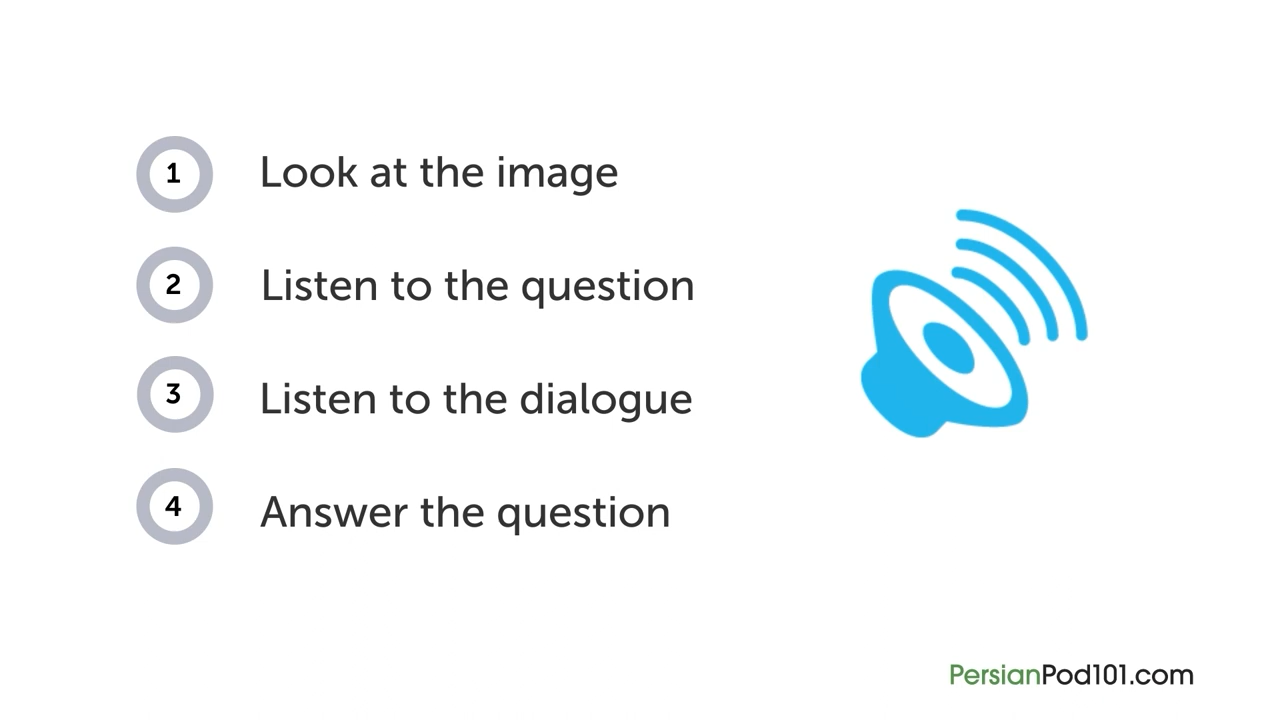 1 Look at the image
2 Listen to the question
3 Listen to the dialogue
4 Answer the question
PersianPod101.com